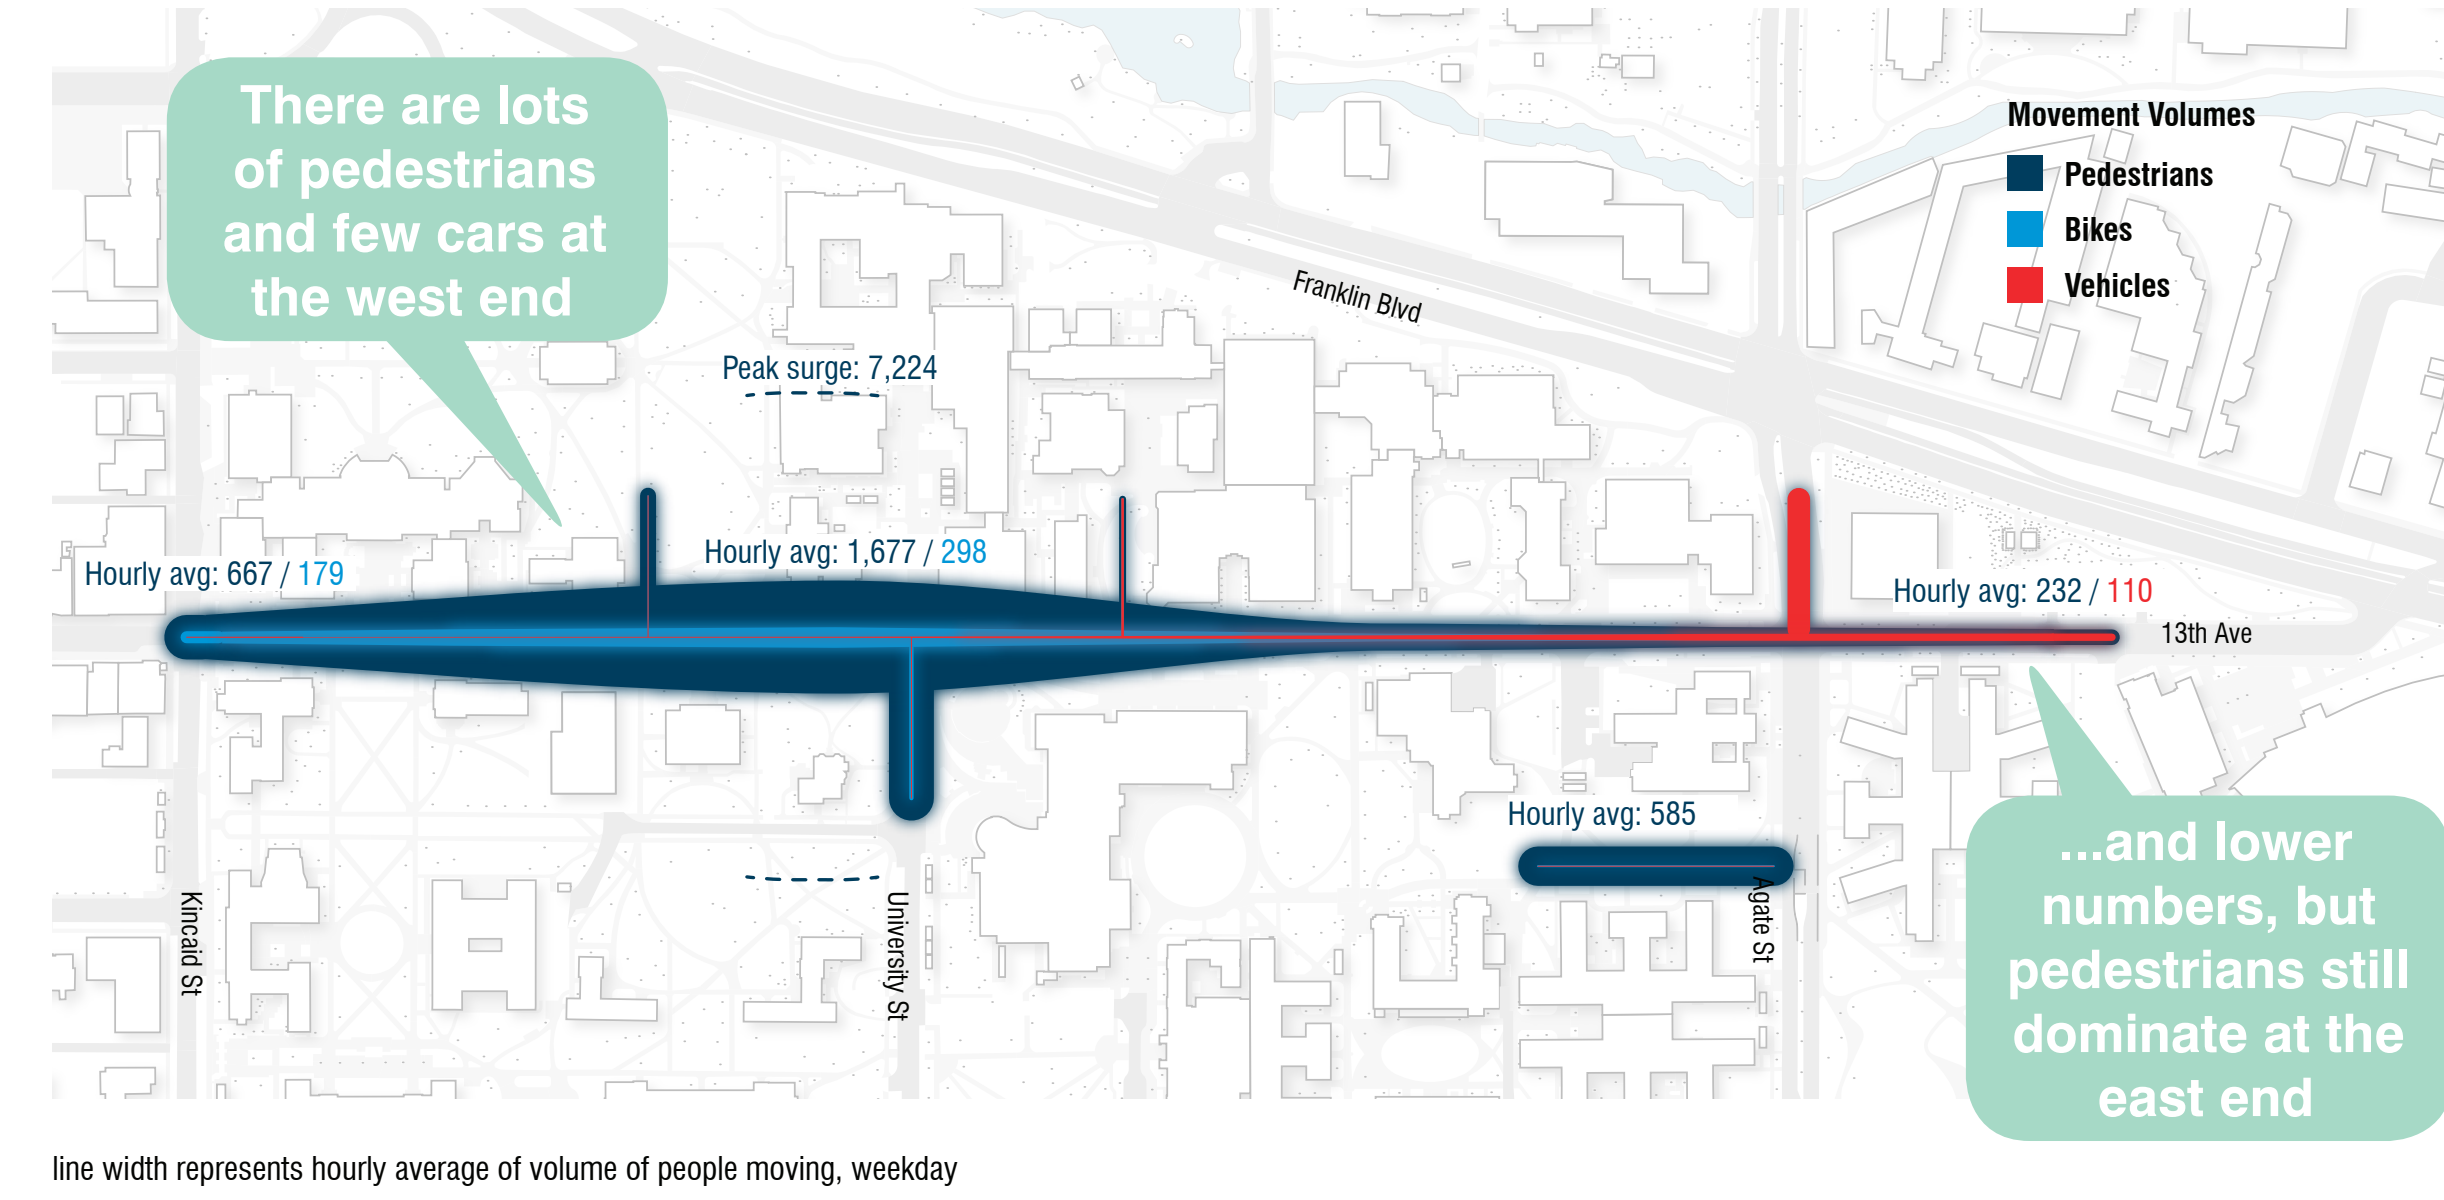 There are lots
of pedestrians
and few cars at
the west end
Movement Volumes
Pedestrians
Bikes
Vehicles
Franklin Blvd
Peak surge: 7,224
Hourly avg: 667 / 179
Hourly avg: 1,677 / 298
Hourly avg: 232 / 110
13th Ave
Hourly avg: 585
Kincaid St
University St
Agate St
...and lower
numbers, but
pedestrians still
dominate at the
east end
line width represents hourly average of volume of people moving, weekday